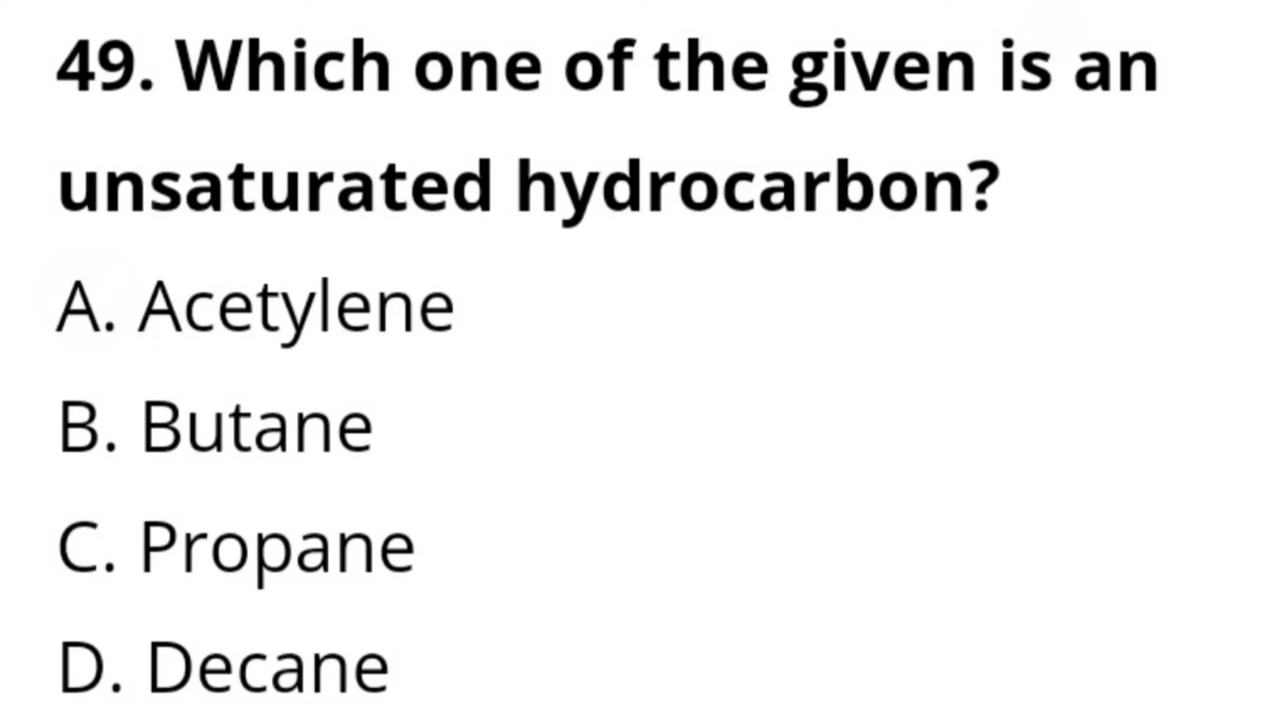 49. Which one of the given is an
unsaturated hydrocarbon?
A. Acetylene
B. Butane
C. Propane
D. Decane